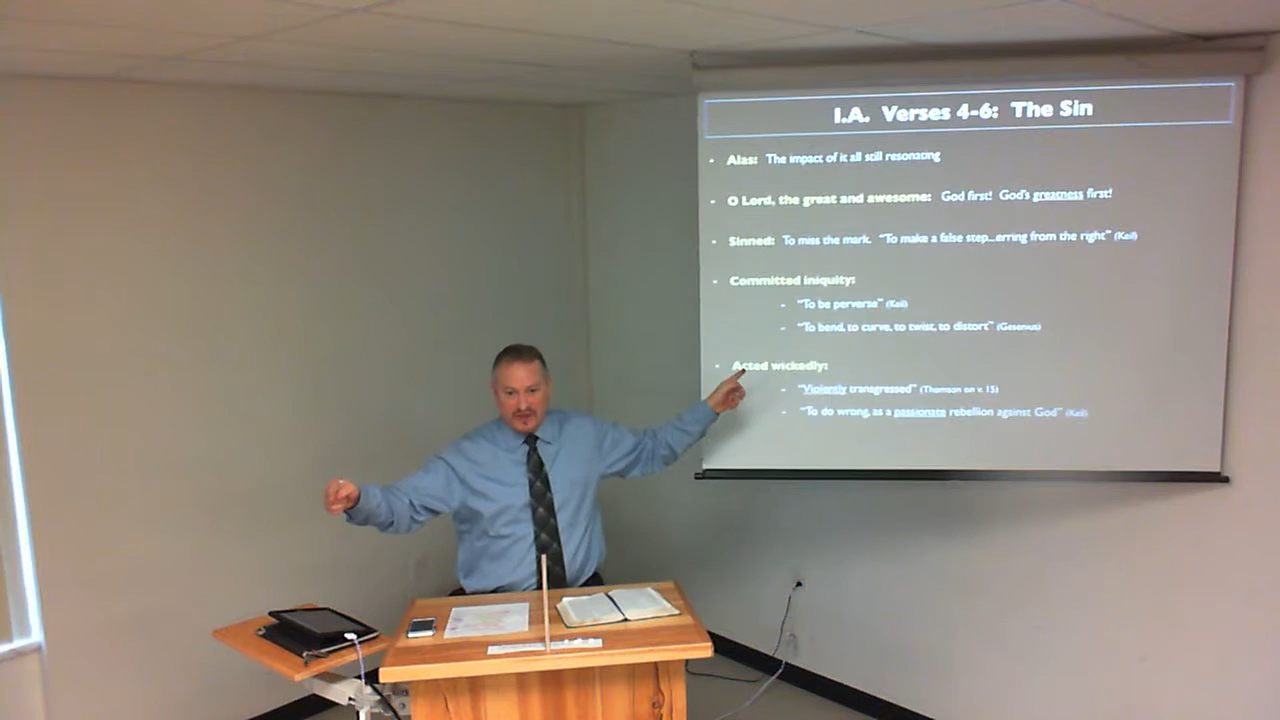 I.A. Verses 4-6: The Sin
- Alas: The impact of it all still resonating
- O Lord, the great and awesome: God first! God's greatness first!
- Sinned: To miss the mark. "To make a false step...erring from the right" (Keil)
- Committed iniquity:
- "To be perverse" (Keil)
- "To bend, to curve, to twist, to distort" (Gesenius)
- Acted wickedly:
- "Violently transgressed" (Thomson on v. 15)
- "To do wrong, as a passionate rebellion against God" (Keil)